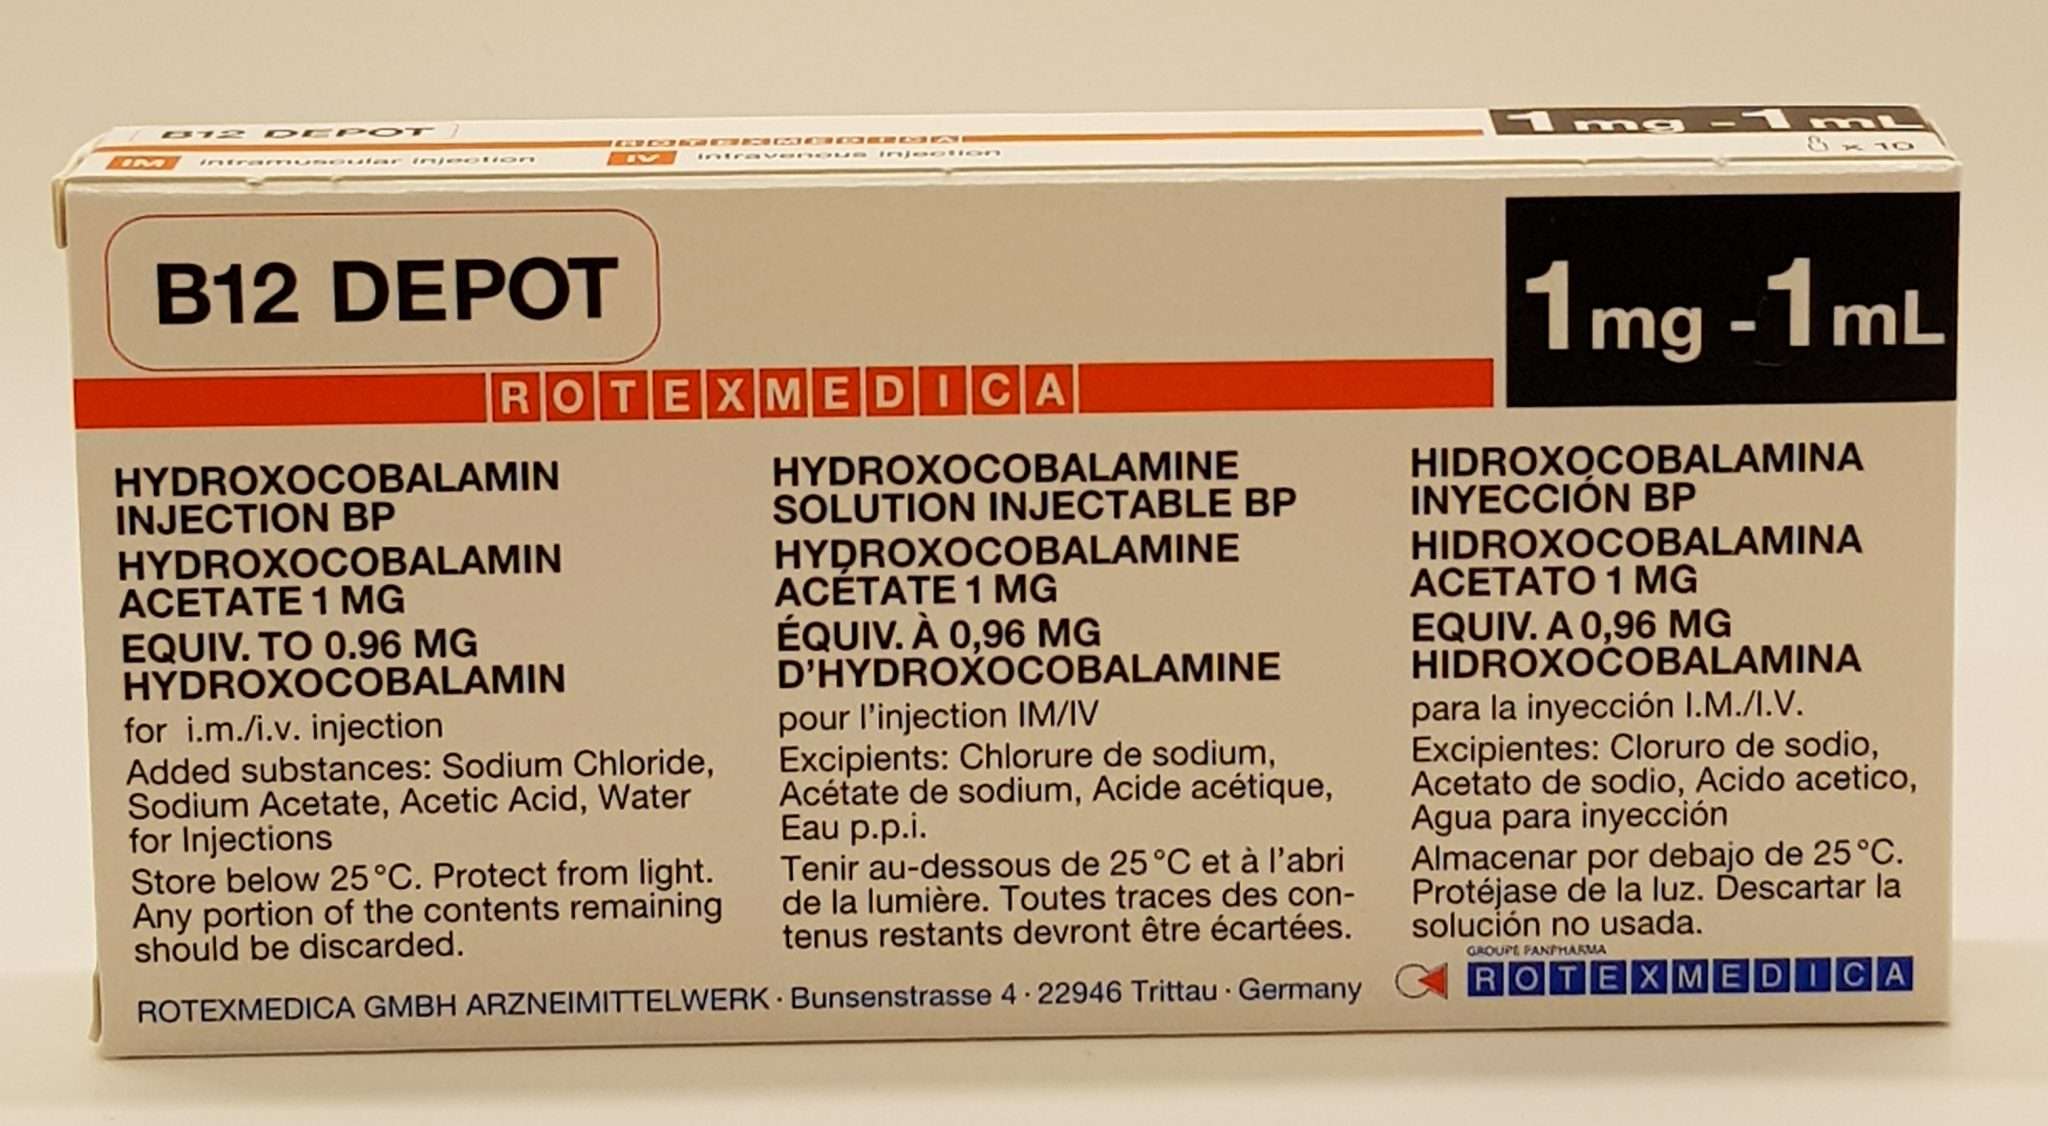 B12 DEPOT
ROTEXMEDICA
1 mg - 1 mL
IM intramuscular injection
IV intravenous injection
x 10
B12 DEPOT
1 mg - 1 mL
ROTEXMEDICA
HYDROXOCOBALAMIN
INJECTION BP
HYDROXOCOBALAMIN
ACETATE 1 MG
EQUIV. TO 0.96 MG
HYDROXOCOBALAMIN
for i.m./i.v. injection
Added substances: Sodium Chloride,
Sodium Acetate, Acetic Acid, Water
for Injections
Store below 25 °C. Protect from light.
Any portion of the contents remaining
should be discarded.
HYDROXOCOBALAMINE
SOLUTION INJECTABLE BP
HYDROXOCOBALAMINE
ACÉTATE 1 MG
ÉQUIV. À 0,96 MG
D'HYDROXOCOBALAMINE
pour l'injection IM/IV
Excipients: Chlorure de sodium,
Acétate de sodium, Acide acétique,
Eau p.p.i.
Tenir au-dessous de 25 °C et à l'abri
de la lumière. Toutes traces des con-
tenus restants devront être écartées.
HIDROXOCOBALAMINA
INYECCIÓN BP
HIDROXOCOBALAMINA
ACETATO 1 MG
EQUIV. A 0,96 MG
HIDROXOCOBALAMINA
para la inyección I.M./I.V.
Excipientes: Cloruro de sodio,
Acetato de sodio, Acido acetico,
Agua para inyección
Almacenar por debajo de 25 °C.
Protéjase de la luz. Descartar la
solución no usada.
GROUPE PANPHARMA
ROTEXMEDICA
ROTEXMEDICA GMBH ARZNEIMITTELWERK · Bunsenstrasse 4 · 22946 Trittau · Germany